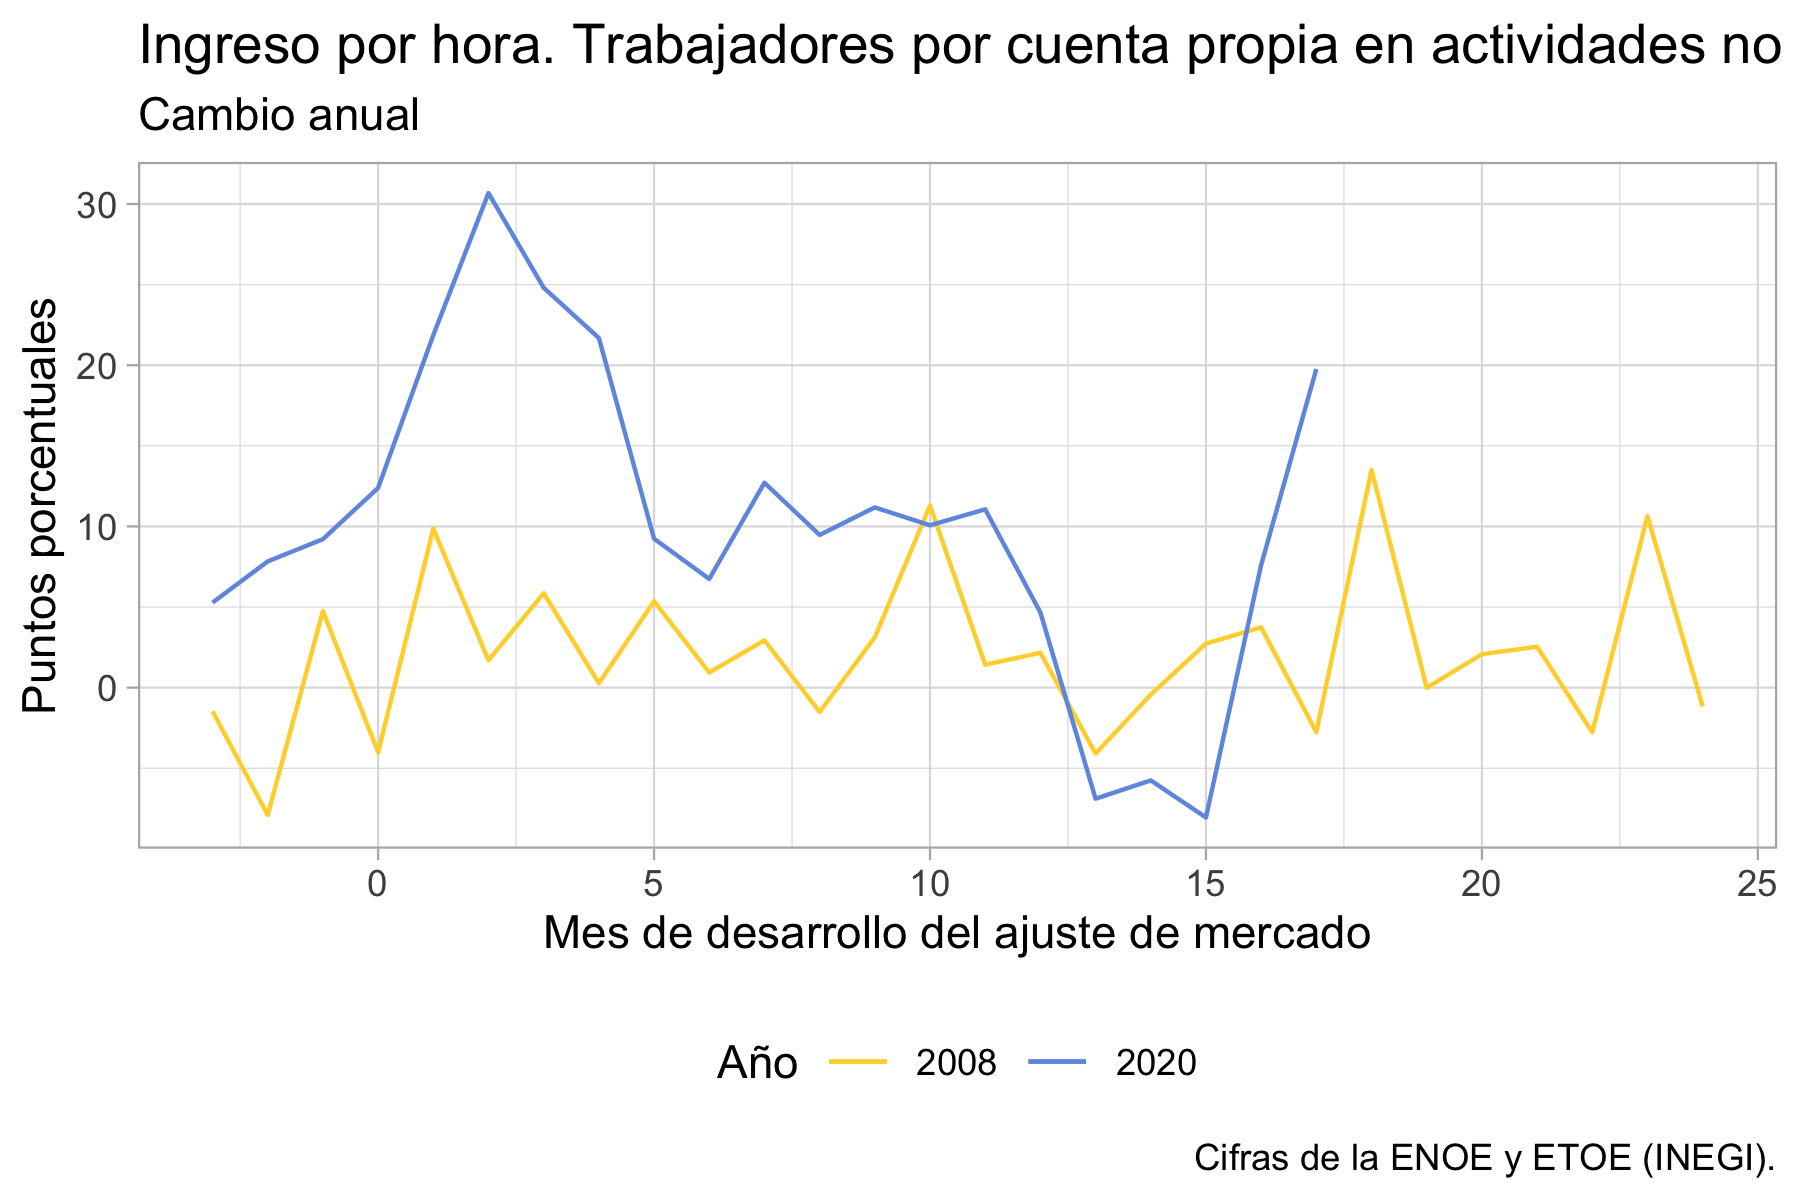 Ingreso por hora. Trabajadores por cuenta propia en actividades no
Cambio anual
Puntos porcentuales
30
20
10
0
0 5 10 15 20 25
Mes de desarrollo del ajuste de mercado
Año 2008 2020
Cifras de la ENOE y ETOE (INEGI).